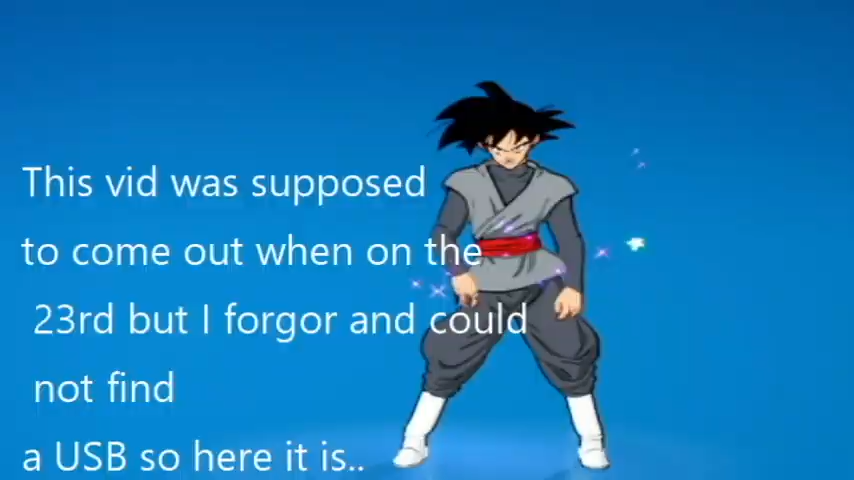 This vid was supposed
to come out when on the
23rd but I forgor and could
not find
a USB so here it is..